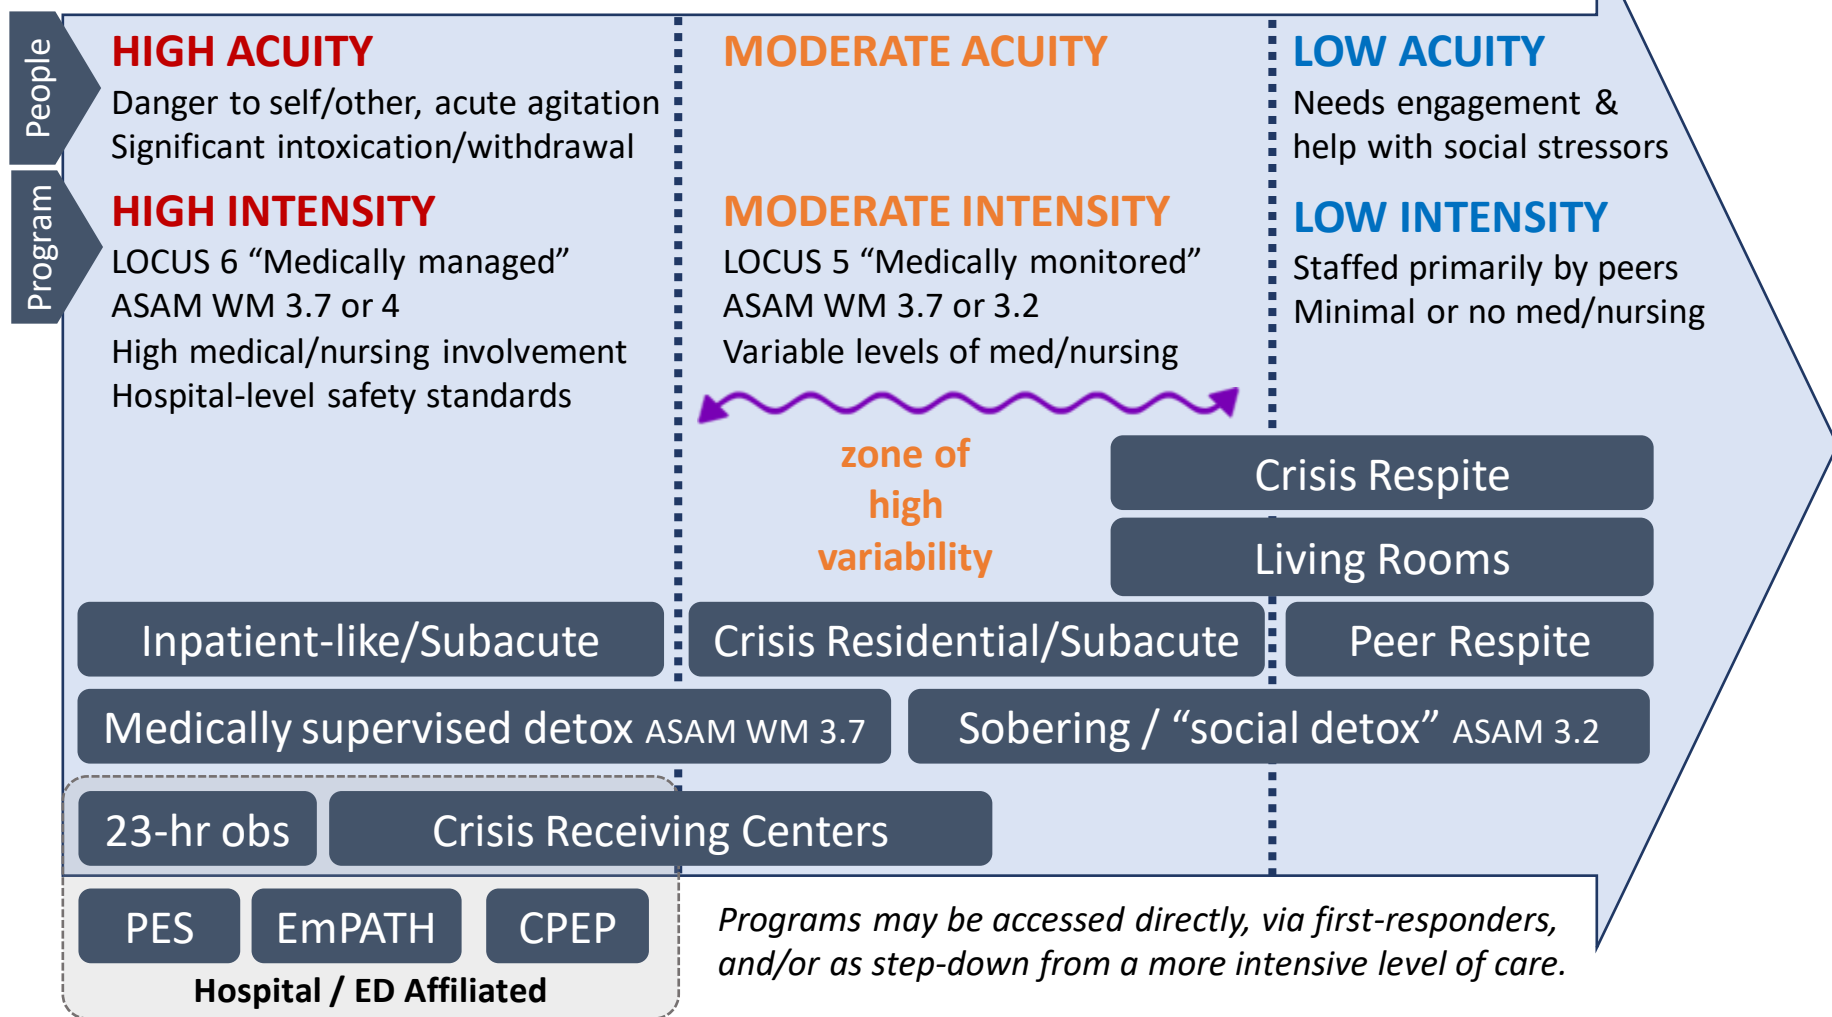 People
HIGH ACUITY
Danger to self/other, acute agitation
Significant intoxication/withdrawal
MODERATE ACUITY
LOW ACUITY
Needs engagement &
help with social stressors
Program
HIGH INTENSITY
LOCUS 6 “Medically managed”
ASAM WM 3.7 or 4
High medical/nursing involvement
Hospital-level safety standards
MODERATE INTENSITY
LOCUS 5 “Medically monitored”
ASAM WM 3.7 or 3.2
Variable levels of med/nursing
LOW INTENSITY
Staffed primarily by peers
Minimal or no med/nursing
zone of
high
variability
Crisis Respite
Living Rooms
Inpatient-like/Subacute
Crisis Residential/Subacute
Peer Respite
Medically supervised detox ASAM WM 3.7
Sobering / “social detox” ASAM 3.2
23-hr obs
Crisis Receiving Centers
PES
EmPATH
CPEP
Hospital / ED Affiliated
Programs may be accessed directly, via first-responders,
and/or as step-down from a more intensive level of care.